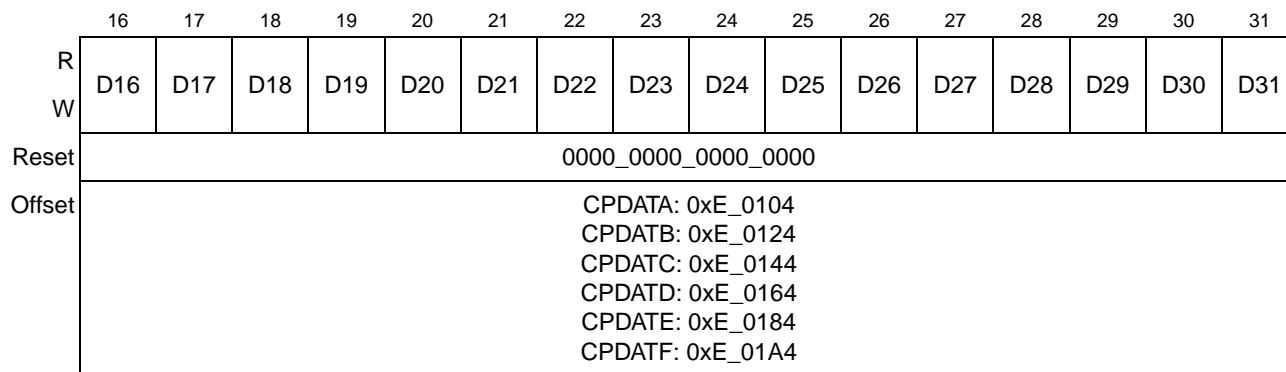 16 17 18 19 20 21 22 23 24 25 26 27 28 29 30 31
R
D16 D17 D18 D19 D20 D21 D22 D23 D24 D25 D26 D27 D28 D29 D30 D31
W
Reset 0000_0000_0000_0000
Offset CPDATA: 0xE_0104
CPDATB: 0xE_0124
CPDATC: 0xE_0144
CPDATD: 0xE_0164
CPDATE: 0xE_0184
CPDATF: 0xE_01A4